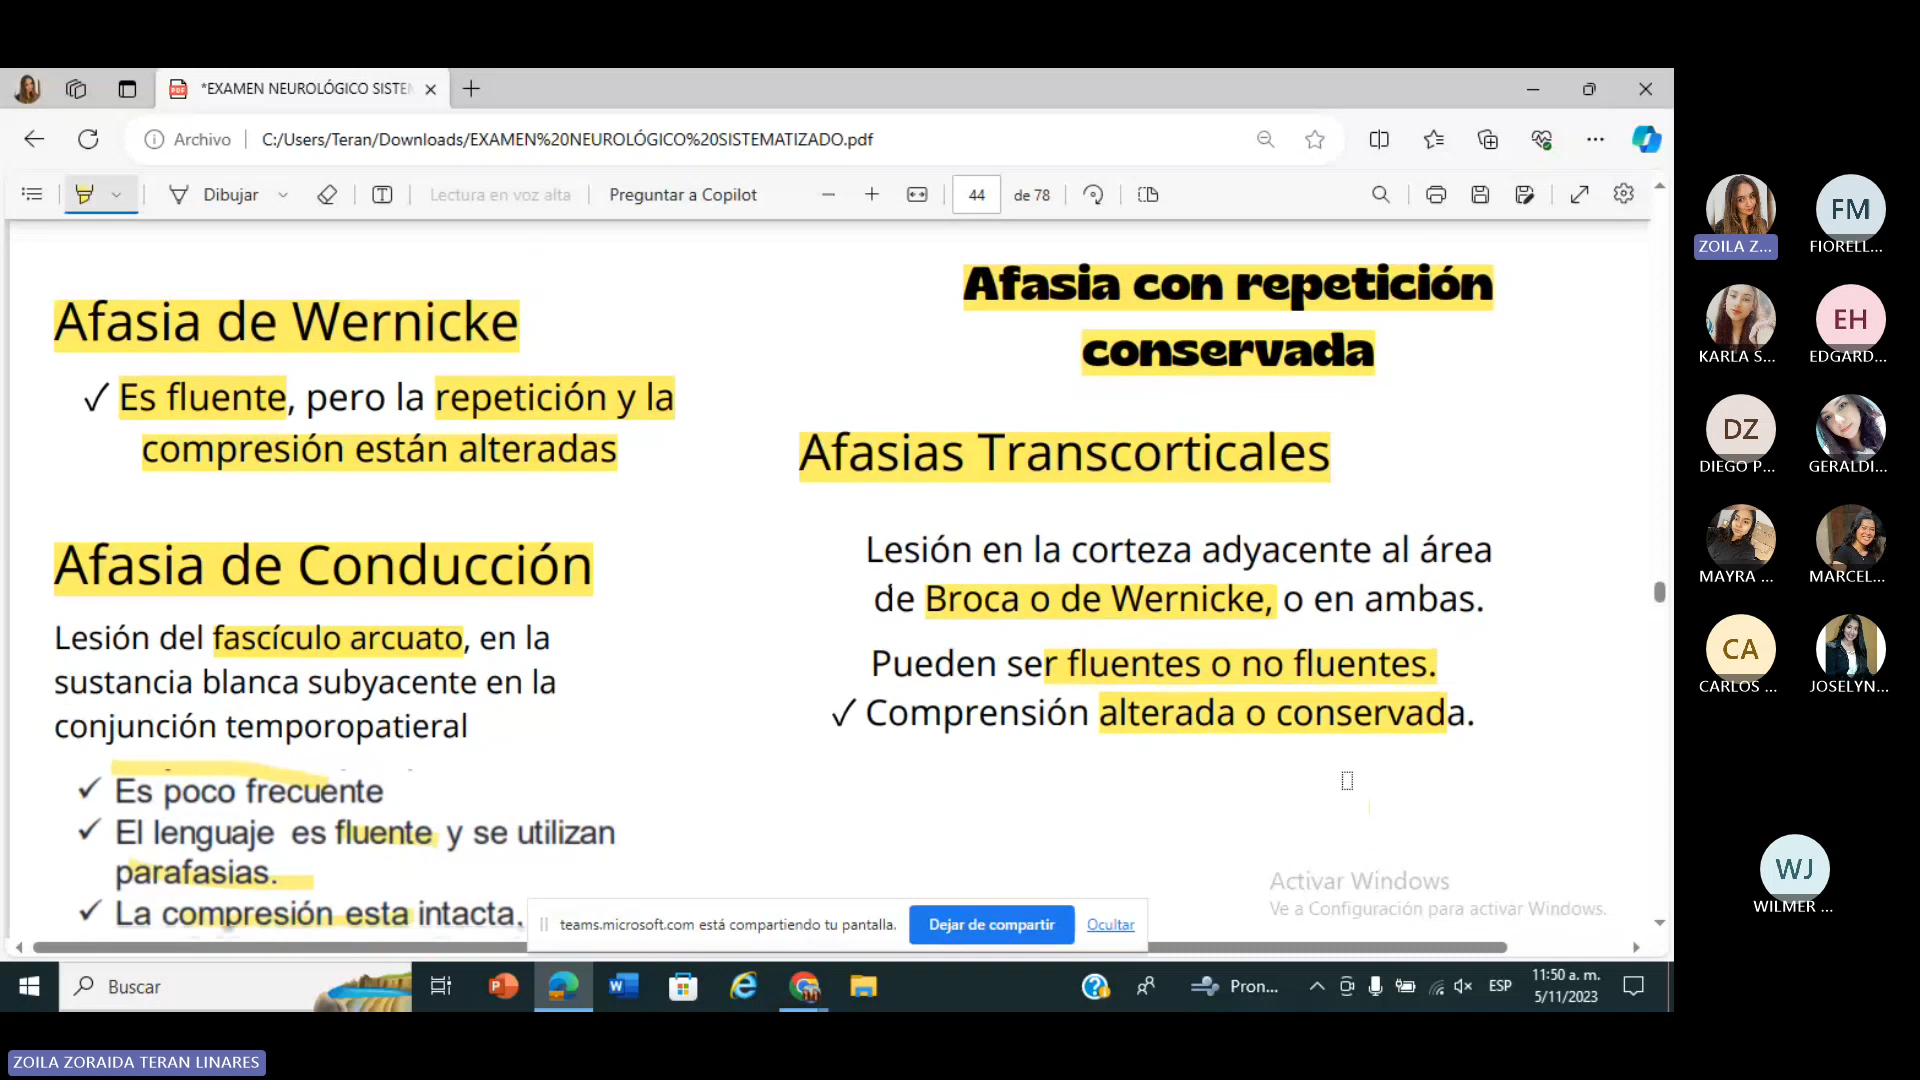 *EXAMEN NEUROLÓGICO SISTEM
Archivo
C:/Users/Teran/Downloads/EXAMEN%20NEUROLÓGICO%20SISTEMATIZADO.pdf
Dibujar
Lectura en voz alta
Preguntar a Copilot
44
de 78
Afasia de Wernicke
✓ Es fluente, pero la repetición y la
compresión están alteradas
Afasia de Conducción
Lesión del fascículo arcuato, en la
sustancia blanca subyacente en la
conjunción temporopatieral
✓ Es poco frecuente
✓ El lenguaje es fluente y se utilizan
parafasias.
✓ La compresión esta intacta,
Afasia con repetición
conservada
Afasias Transcorticales
Lesión en la corteza adyacente al área
de Broca o de Wernicke, o en ambas.
Pueden ser fluentes o no fluentes.
✓ Comprensión alterada o conservada.
Activar Windows
Ve a Configuración para activar Windows.
teams.microsoft.com está compartiendo tu pantalla.
Dejar de compartir
Ocultar
Buscar
Pron...
ESP
11:50 a. m.
5/11/2023
ZOILA Z...
FM
FIORELL...
KARLA S...
EH
EDGARD...
DZ
DIEGO P...
GERALDI...
MAYRA ...
MARCEL...
CA
CARLOS ...
JOSELYN...
WJ
WILMER ...
ZOILA ZORAIDA TERAN LINARES